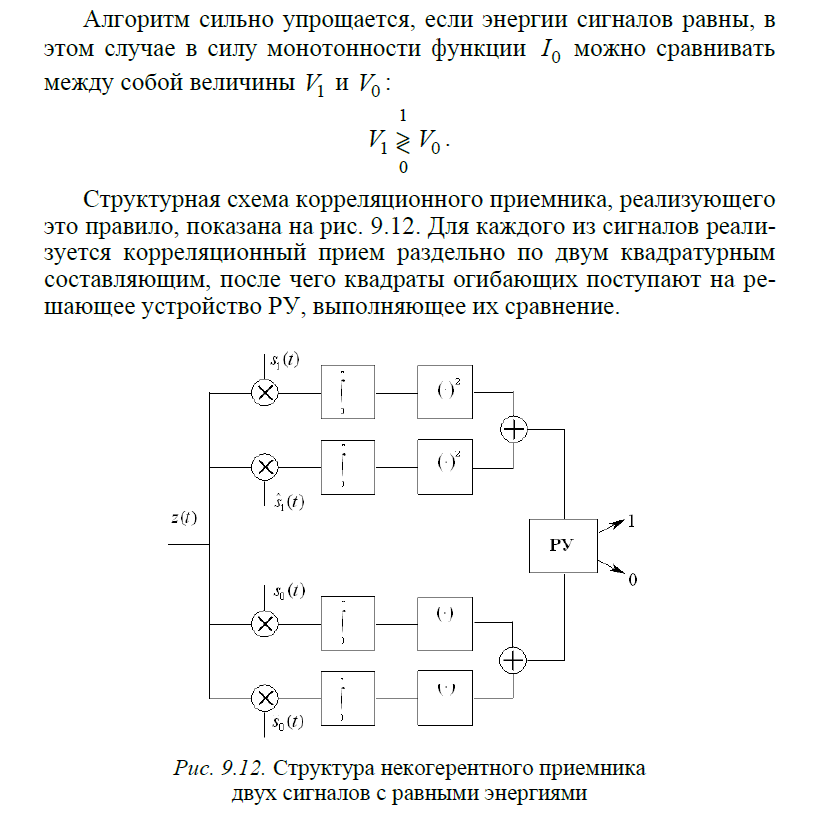 Алгоритм сильно упрощается, если энергии сигналов равны, в
этом случае в силу монотонности функции I₀ можно сравнивать
между собой величины V₁ и V₀ :
1
V₁ ≷ V₀ .
0
Структурная схема корреляционного приемника, реализующего
это правило, показана на рис. 9.12. Для каждого из сигналов реали-
зуется корреляционный прием раздельно по двум квадратурным
составляющим, после чего квадраты огибающих поступают на ре-
шающее устройство РУ, выполняющее их сравнение.
s₁(t)
∫ (·)²
∫ (·)²
ŝ₁(t)
z(t)
РУ
1
0
s₀(t)
∫ (·)
∫ (·)
s₀(t)
Рис. 9.12. Структура некогерентного приемника
двух сигналов с равными энергиями